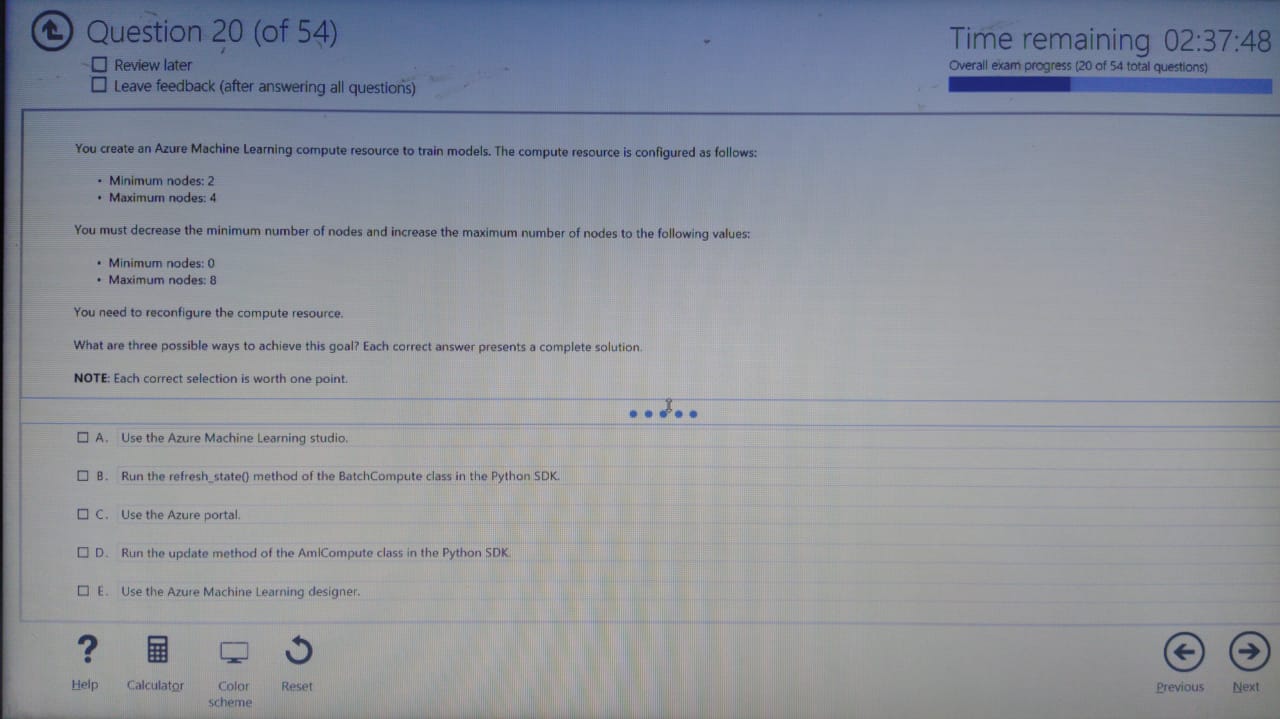 Question 20 (of 54)
Time remaining 02:37:48
Review later
Overall exam progress (20 of 54 total questions)
Leave feedback (after answering all questions)
You create an Azure Machine Learning compute resource to train models. The compute resource is configured as follows:
• Minimum nodes: 2
• Maximum nodes: 4
You must decrease the minimum number of nodes and increase the maximum number of nodes to the following values:
• Minimum nodes: 0
• Maximum nodes: 8
You need to reconfigure the compute resource.
What are three possible ways to achieve this goal? Each correct answer presents a complete solution.
NOTE: Each correct selection is worth one point.
A. Use the Azure Machine Learning studio.
B. Run the refresh_state() method of the BatchCompute class in the Python SDK.
C. Use the Azure portal.
D. Run the update method of the AmlCompute class in the Python SDK.
E. Use the Azure Machine Learning designer.
? Help
Calculator
Color scheme
Reset
Previous
Next